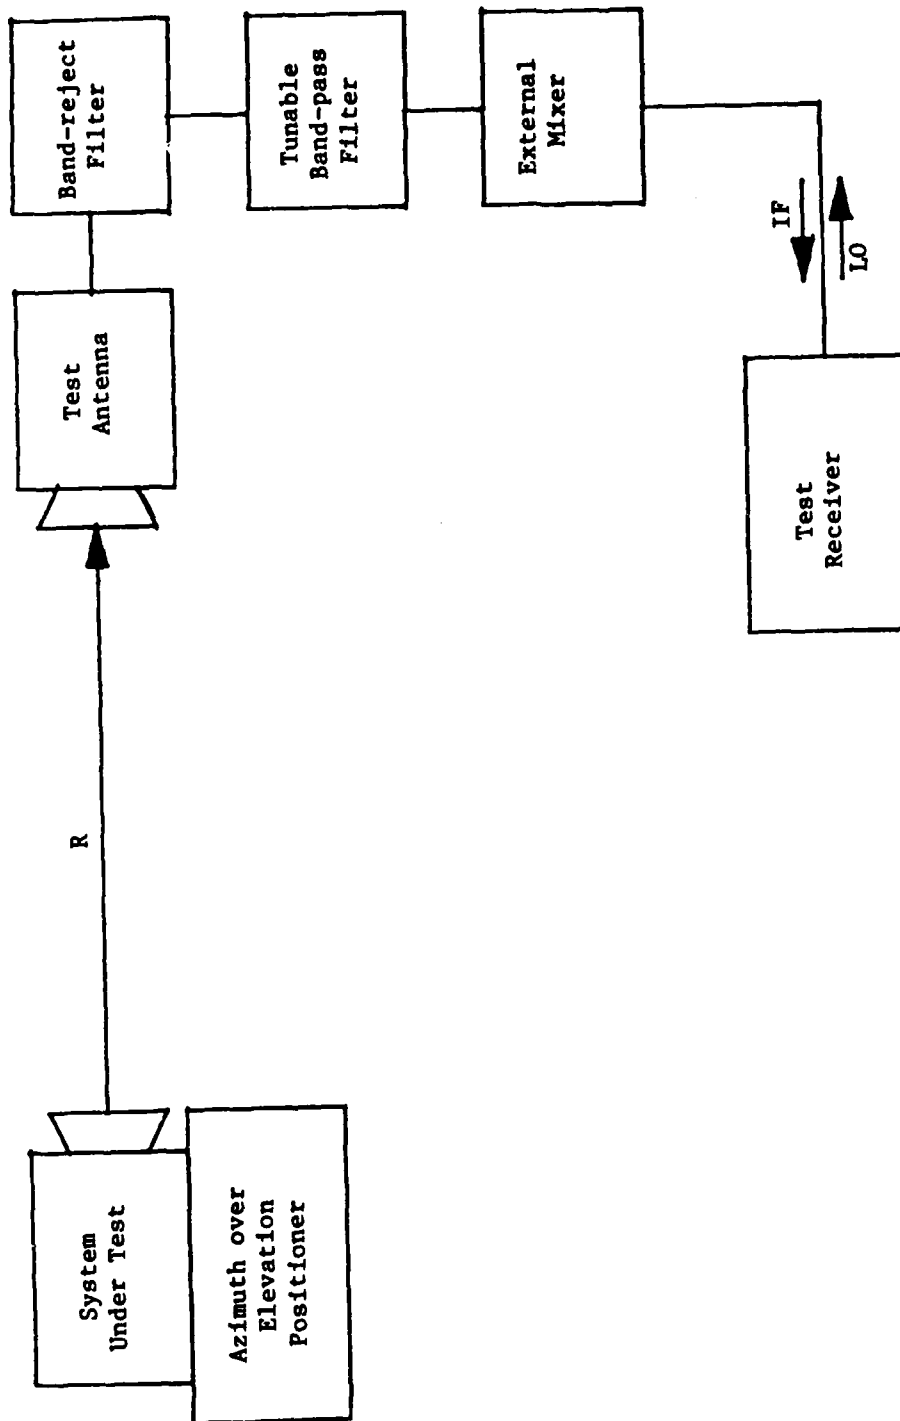 System
Under Test
Azimuth over
Elevation
Positioner
R
Test
Antenna
Band-reject
Filter
Tunable
Band-pass
Filter
External
Mixer
IF
LO
Test
Receiver